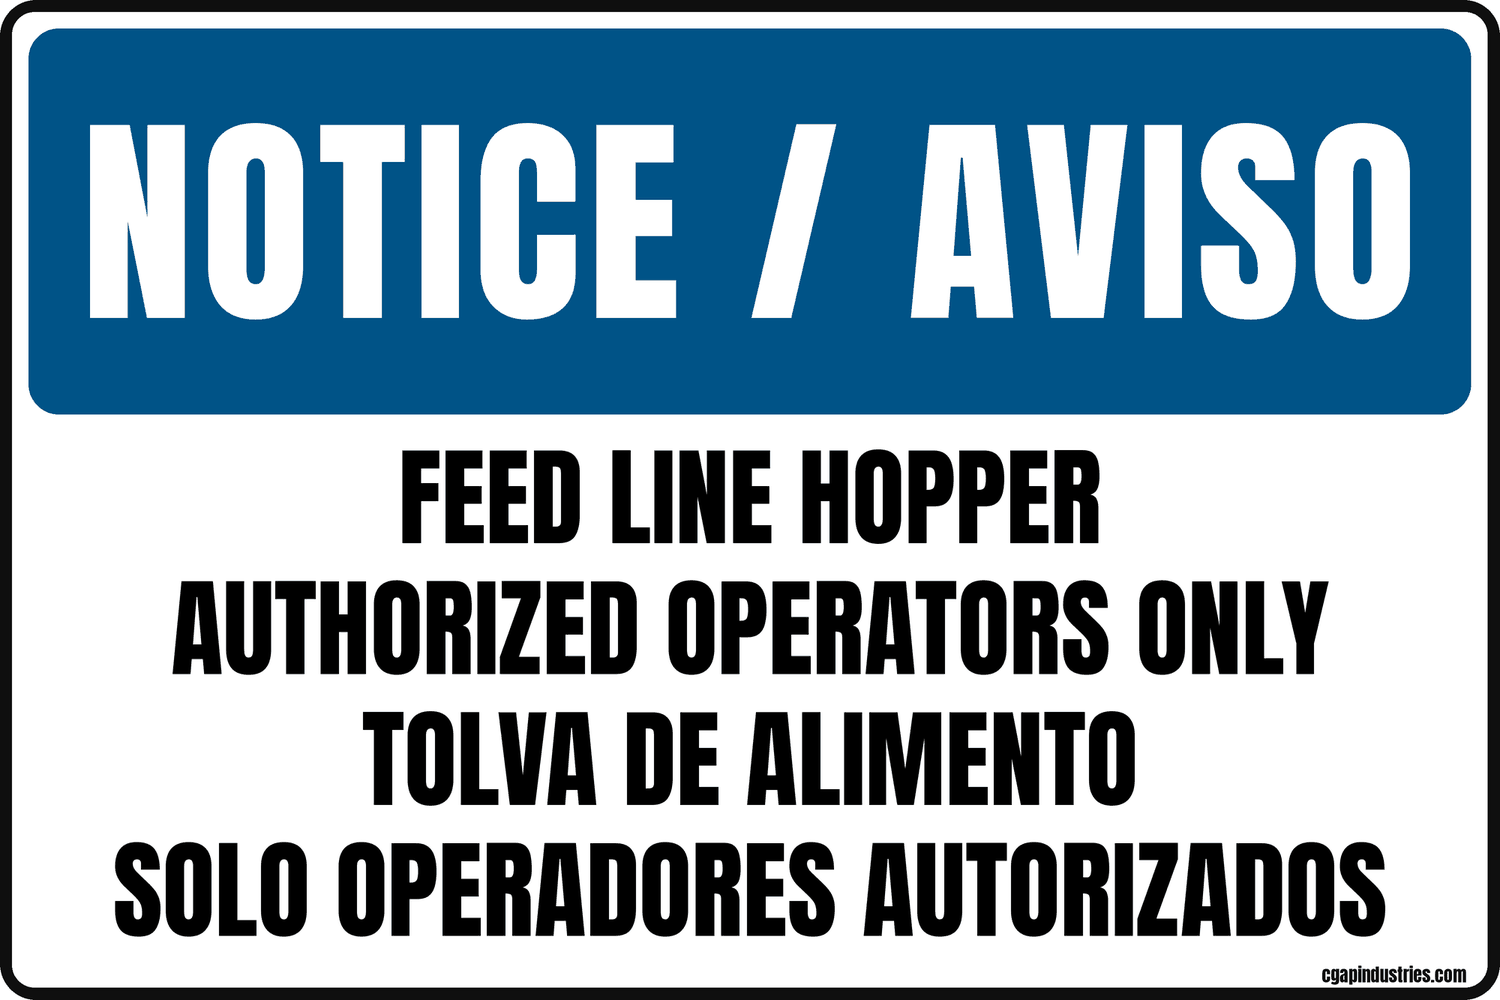 NOTICE / AVISO
FEED LINE HOPPER
AUTHORIZED OPERATORS ONLY
TOLVA DE ALIMENTO
SOLO OPERADORES AUTORIZADOS
cgapindustries.com